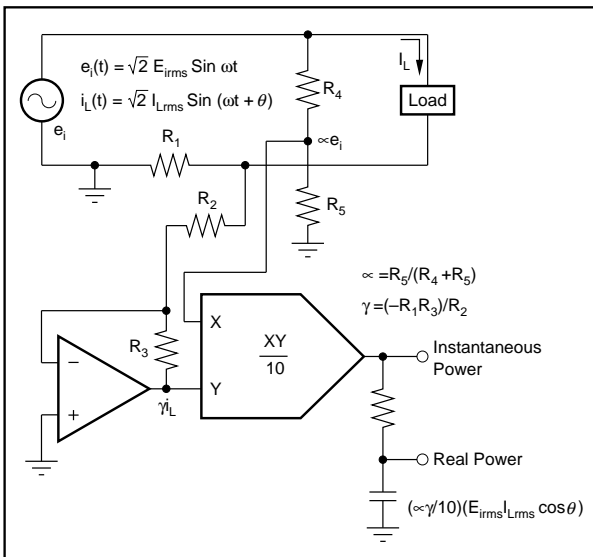 eᵢ(t) = √2 Eᵢrms Sin ωt
iL(t) = √2 ILrms Sin (ωt + θ)
eᵢ
R₄
IL
Load
R₁
∝eᵢ
R₂
R₅
∝ =R₅/(R₄ +R₅)
γ =(−R₁R₃)/R₂
X
XY
10
Y
R₃
−
+
γiL
Instantaneous
Power
Real Power
(∝γ/10)(EᵢrmsILrms cosθ)